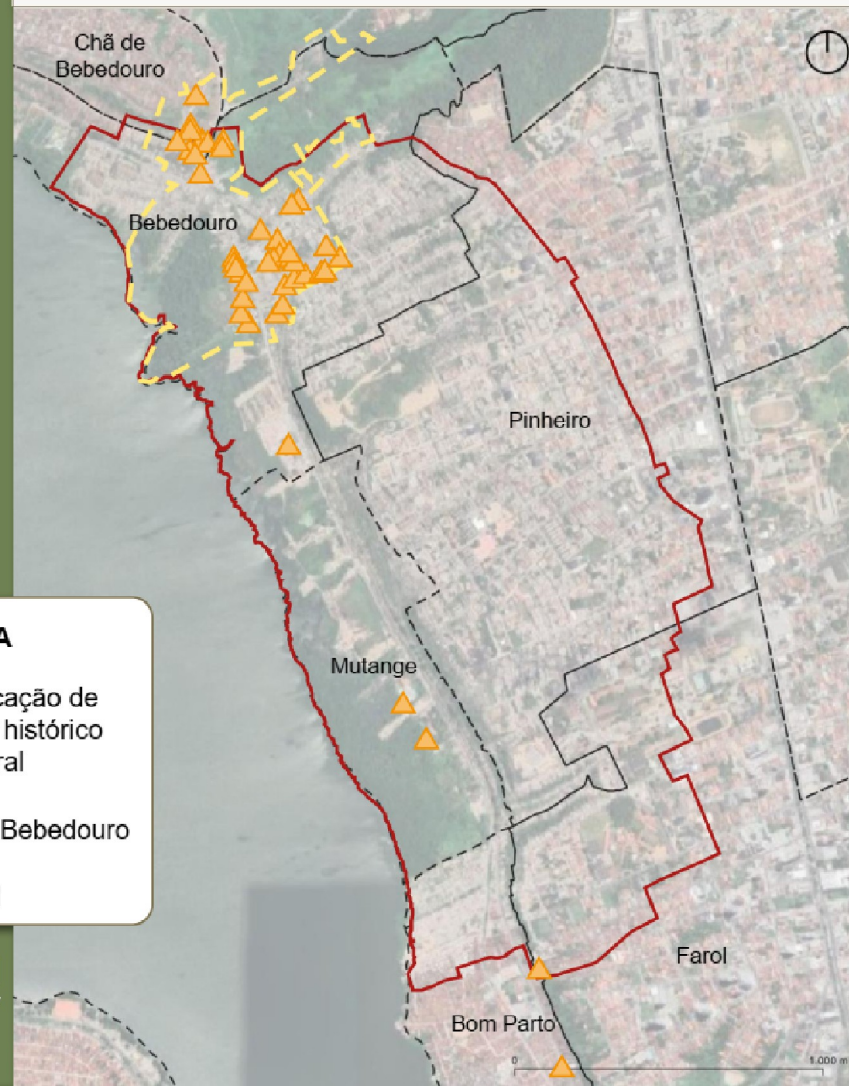 Chã de
Bebedouro
Bebedouro
Pinheiro
Mutange
A
cação de
histórico
ral
Bebedouro
Farol
Bom Parto
0
1.000 m